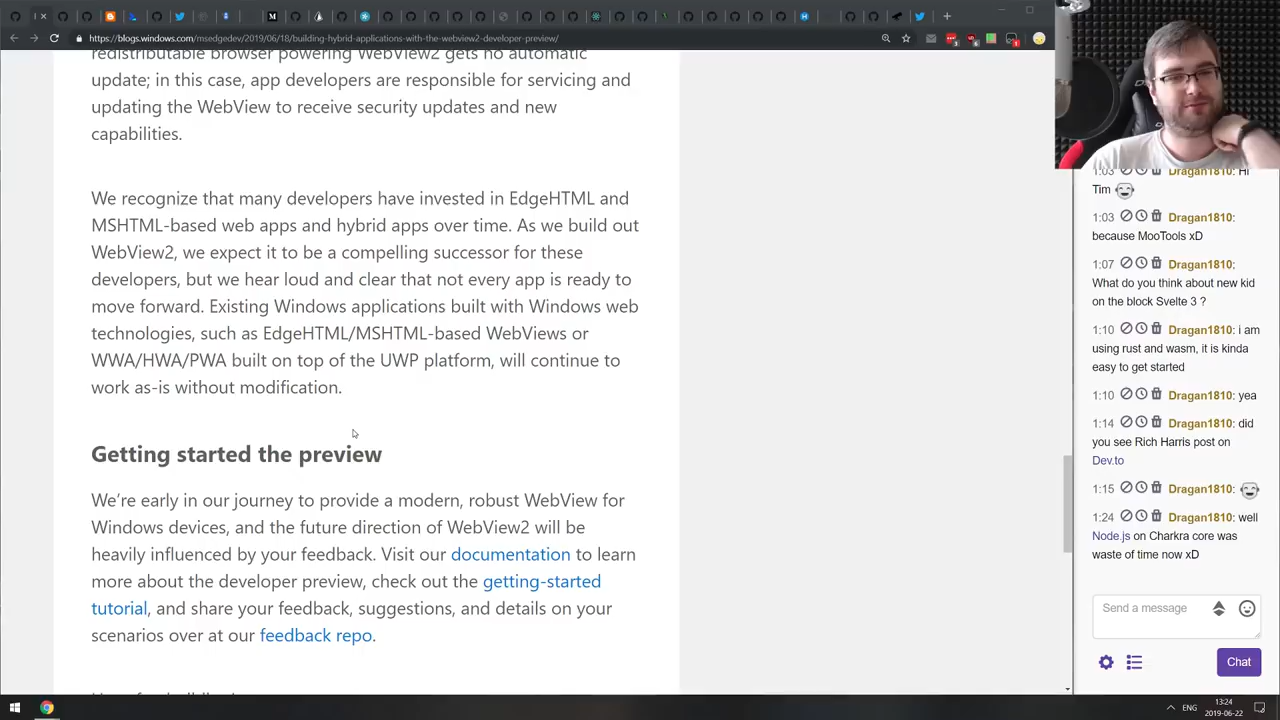 https://blogs.windows.com/msedgedev/2019/06/18/building-hybrid-applications-with-the-webview2-developer-preview/
redistributable browser powering WebView2 gets no automatic
update; in this case, app developers are responsible for servicing and
updating the WebView to receive security updates and new
capabilities.
We recognize that many developers have invested in EdgeHTML and
MSHTML-based web apps and hybrid apps over time. As we build out
WebView2, we expect it to be a compelling successor for these
developers, but we hear loud and clear that not every app is ready to
move forward. Existing Windows applications built with Windows web
technologies, such as EdgeHTML/MSHTML-based WebViews or
WWA/HWA/PWA built on top of the UWP platform, will continue to
work as-is without modification.
Getting started the preview
We're early in our journey to provide a modern, robust WebView for
Windows devices, and the future direction of WebView2 will be
heavily influenced by your feedback. Visit our documentation to learn
more about the developer preview, check out the getting-started
tutorial, and share your feedback, suggestions, and details on your
scenarios over at our feedback repo.
1:03 Dragan1810: Hi
Tim
1:03 Dragan1810:
because MooTools xD
1:07 Dragan1810:
What do you think about new kid
on the block Svelte 3 ?
1:10 Dragan1810: i am
using rust and wasm, it is kinda
easy to get started
1:10 Dragan1810: yea
1:14 Dragan1810: did
you see Rich Harris post on
Dev.to
1:15 Dragan1810:
1:24 Dragan1810: well
Node.js on Charkra core was
waste of time now xD
Send a message
Chat
ENG
13:24
2019-06-22